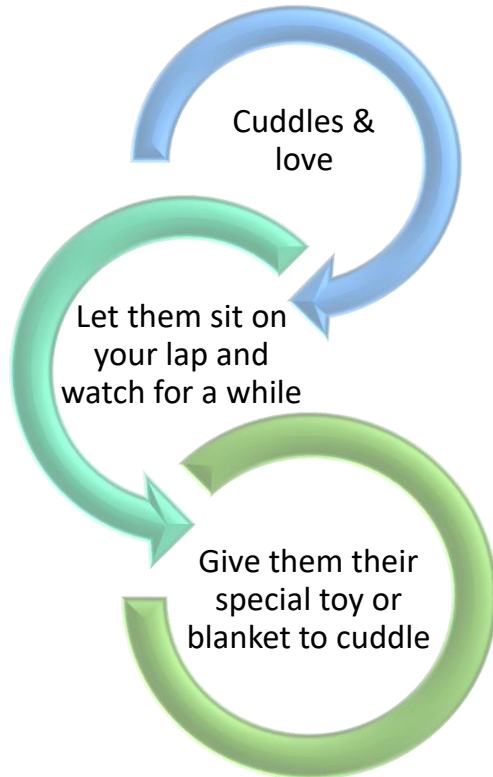 Cuddles &
love
Let them sit on
your lap and
watch for a while
Give them their
special toy or
blanket to cuddle